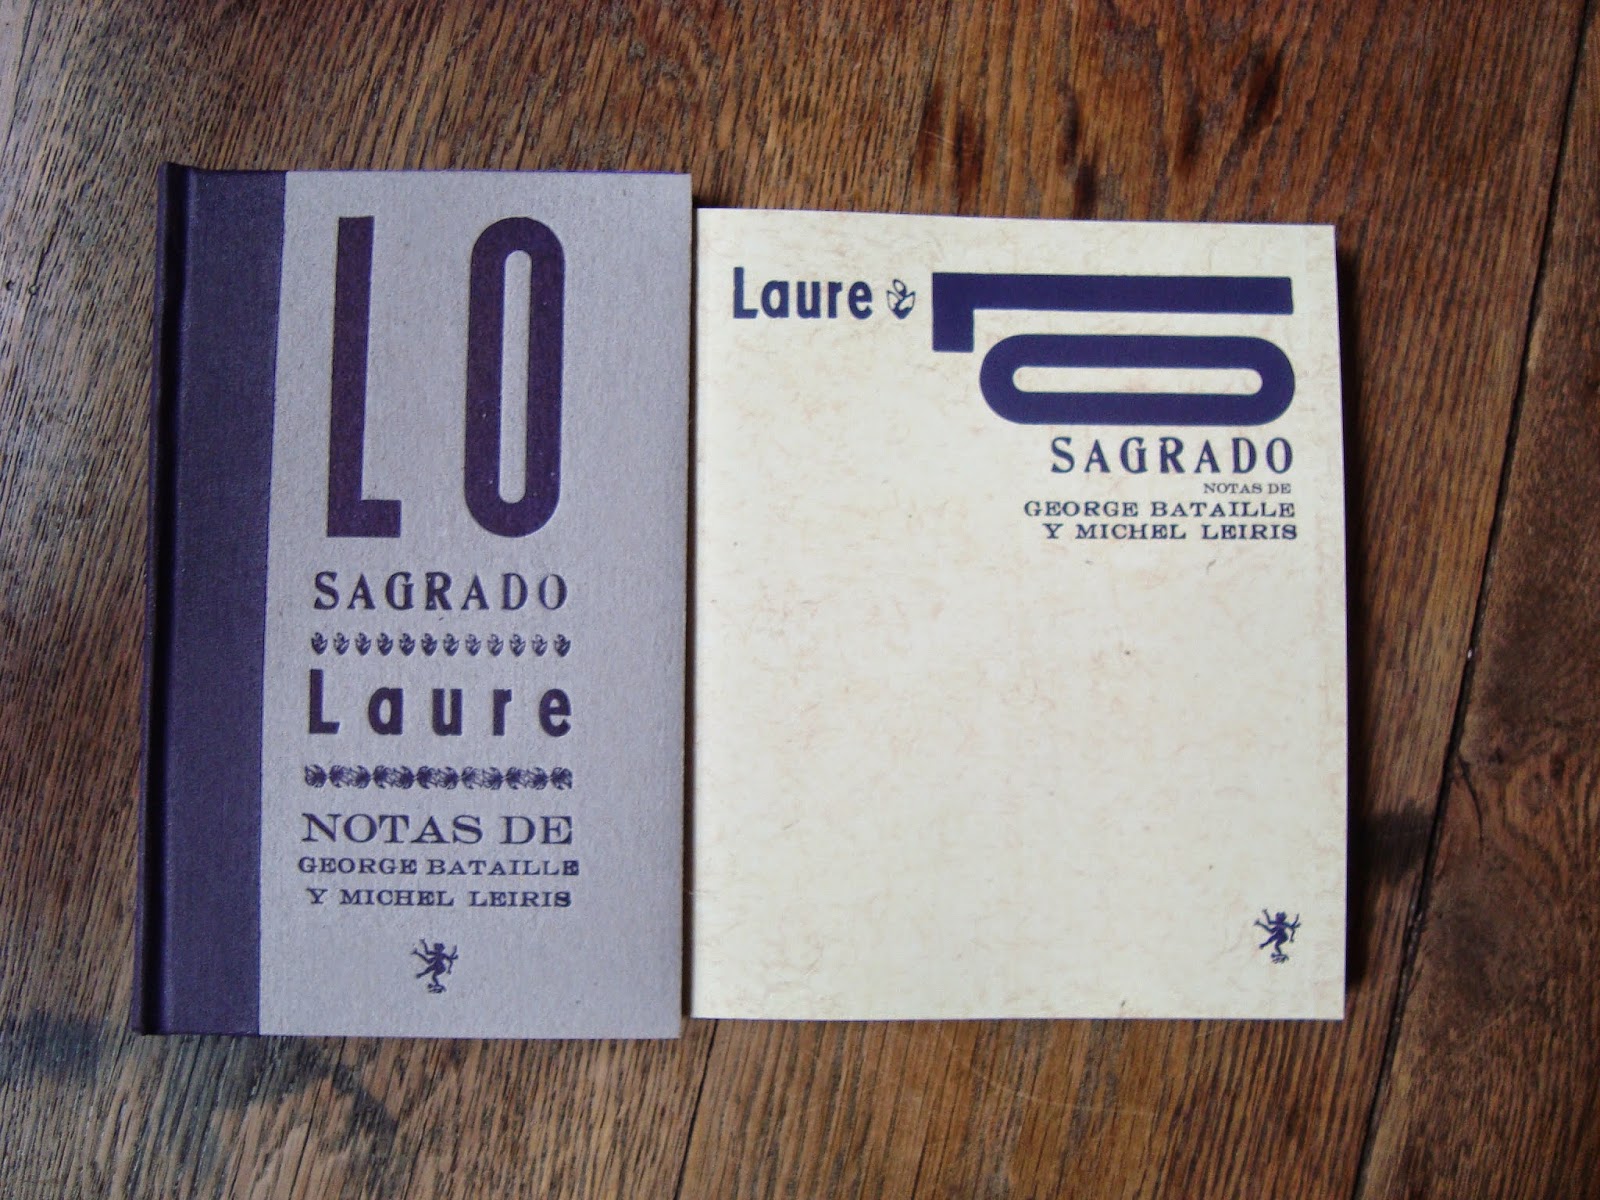 LO
SAGRADO
Laure
NOTAS DE
GEORGE BATAILLE
Y MICHEL LEIRIS
Laure
LO
SAGRADO
NOTAS DE
GEORGE BATAILLE
Y MICHEL LEIRIS